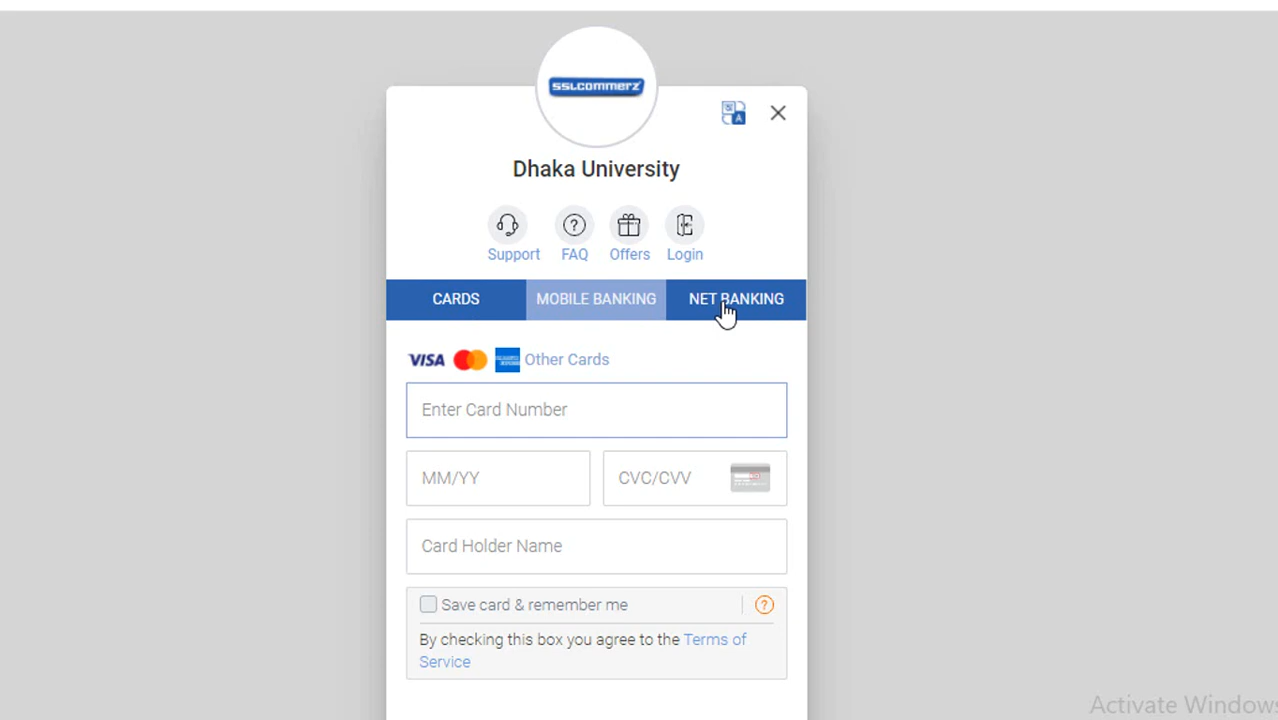 SSLCOMMERZ
Dhaka University
Support FAQ Offers Login
CARDS MOBILE BANKING NET BANKING
VISA Other Cards
Enter Card Number
MM/YY CVC/CVV
Card Holder Name
Save card & remember me ?
By checking this box you agree to the Terms of
Service
Activate Windows